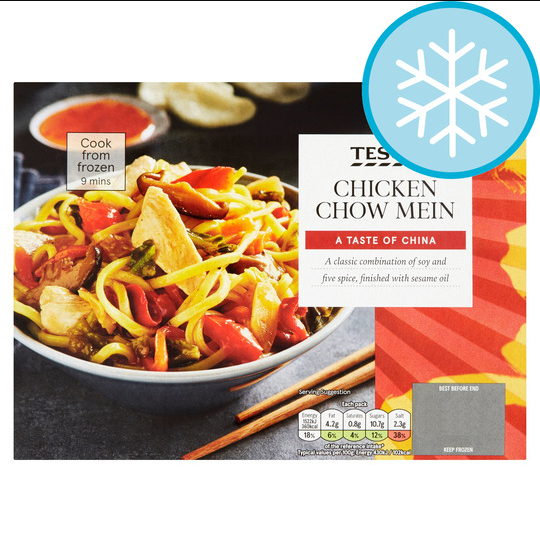 Cook
from
frozen
9 mins
TES
CHICKEN
CHOW MEIN
A TASTE OF CHINA
A classic combination of soy and
five spice, finished with sesame oil
Serving Suggestion
Each pack
Energy Fat Saturates Sugars Salt
1522kJ 360kcal 4.2g 0.8g 10.7g 2.3g
18% 6% 4% 12% 38%
of the reference intake*
Typical values per 100g: Energy 430kJ / 102kcal
BEST BEFORE END
KEEP FROZEN